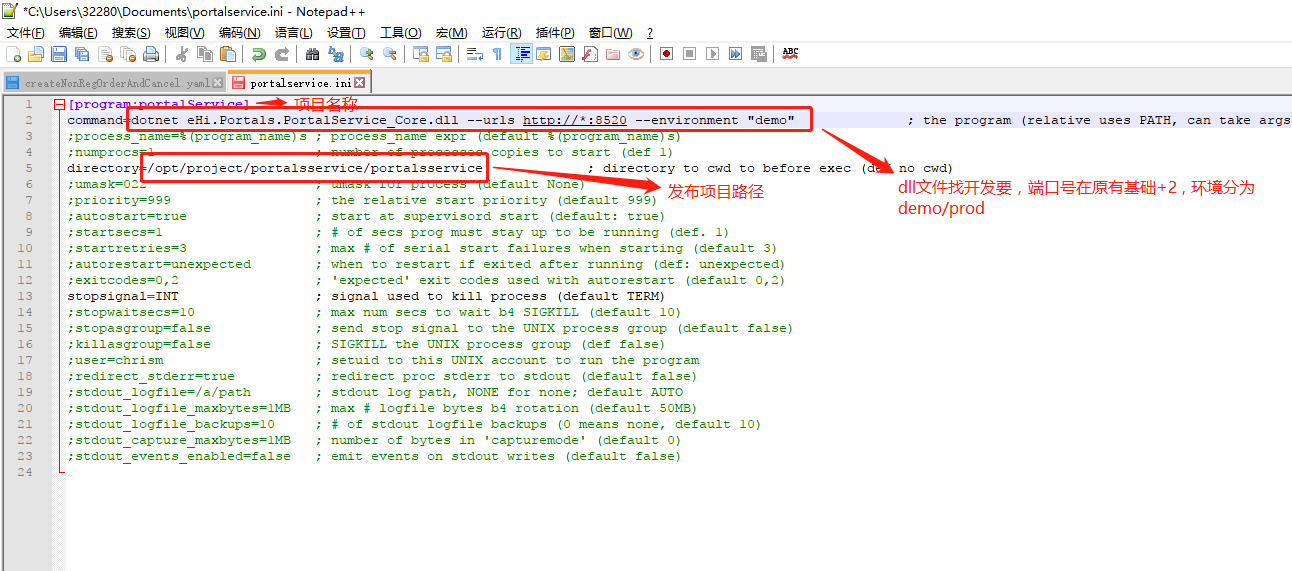 *C:\Users\32280\Documents\portalservice.ini - Notepad++
文件(F) 编辑(E) 搜索(S) 视图(V) 编码(N) 语言(L) 设置(T) 工具(O) 宏(M) 运行(R) 插件(P) 窗口(W) ?
ABC
createNonRegOrderAndCancel.yaml portalservice.ini
1 [program:portalService] 项目名称
2 command=dotnet eHi.Portals.PortalService_Core.dll --urls http://*:8520 --environment "demo" ; the program (relative uses PATH, can take args
3 ;process_name=%(program_name)s ; process_name expr (default %(program_name)s)
4 ;numprocs=1 ; number of processes copies to start (def 1)
5 directory=/opt/project/portalsservice/portalsservice ; directory to cwd to before exec (def no cwd)
6 ;umask=022 ; umask for process (default None)
发布项目路径
dll文件找开发要，端口号在原有基础+2，环境分为
demo/prod
7 ;priority=999 ; the relative start priority (default 999)
8 ;autostart=true ; start at supervisord start (default: true)
9 ;startsecs=1 ; # of secs prog must stay up to be running (def. 1)
10 ;startretries=3 ; max # of serial start failures when starting (default 3)
11 ;autorestart=unexpected ; when to restart if exited after running (def: unexpected)
12 ;exitcodes=0,2 ; 'expected' exit codes used with autorestart (default 0,2)
13 stopsignal=INT ; signal used to kill process (default TERM)
14 ;stopwaitsecs=10 ; max num secs to wait b4 SIGKILL (default 10)
15 ;stopasgroup=false ; send stop signal to the UNIX process group (default false)
16 ;killasgroup=false ; SIGKILL the UNIX process group (def false)
17 ;user=chrism ; setuid to this UNIX account to run the program
18 ;redirect_stderr=true ; redirect proc stderr to stdout (default false)
19 ;stdout_logfile=/a/path ; stdout log path, NONE for none; default AUTO
20 ;stdout_logfile_maxbytes=1MB ; max # logfile bytes b4 rotation (default 50MB)
21 ;stdout_logfile_backups=10 ; # of stdout logfile backups (0 means none, default 10)
22 ;stdout_capture_maxbytes=1MB ; number of bytes in 'capturemode' (default 0)
23 ;stdout_events_enabled=false ; emit events on stdout writes (default false)
24